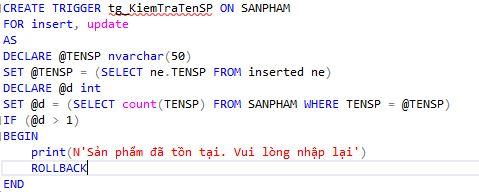 CREATE TRIGGER tg_KiemTraTenSP ON SANPHAM
FOR insert, update
AS
DECLARE @TENSP nvarchar(50)
SET @TENSP = (SELECT ne.TENSP FROM inserted ne)
DECLARE @d int
SET @d = (SELECT count(TENSP) FROM SANPHAM WHERE TENSP = @TENSP)
IF (@d > 1)
BEGIN
print(N'Sản phẩm đã tồn tại. Vui lòng nhập lại')
ROLLBACK
END